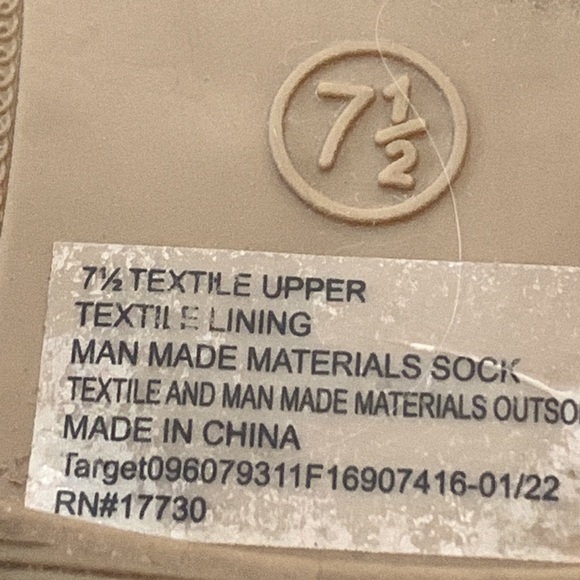 7½
7½ TEXTILE UPPER
TEXTILE LINING
MAN MADE MATERIALS SOCK
TEXTILE AND MAN MADE MATERIALS OUTSO
MADE IN CHINA
Target096079311F16907416-01/22
RN#17730